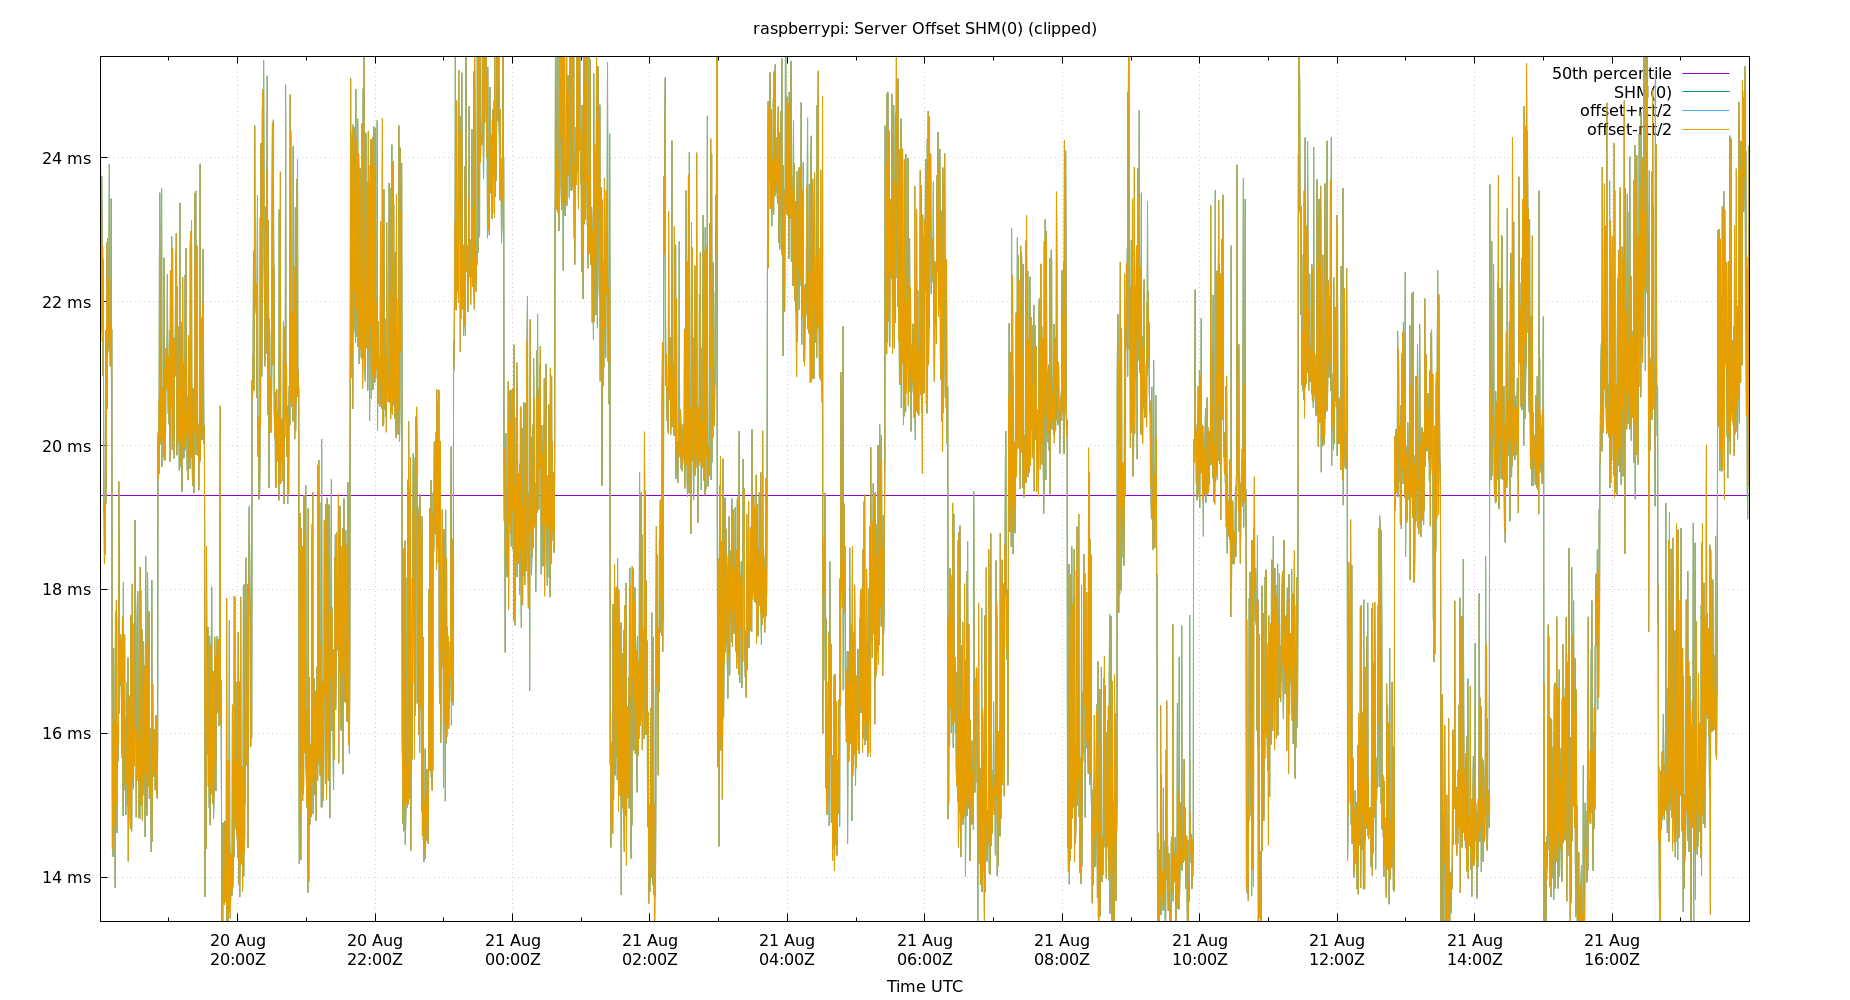 raspberrypi: Server Offset SHM(0) (clipped)
50th percentile
SHM(0)
offset+rtt/2
offset-rtt/2
24 ms
22 ms
20 ms
18 ms
16 ms
14 ms
20 Aug 20 Aug 21 Aug 21 Aug 21 Aug 21 Aug 21 Aug 21 Aug 21 Aug 21 Aug 21 Aug
20:00Z 22:00Z 00:00Z 02:00Z 04:00Z 06:00Z 08:00Z 10:00Z 12:00Z 14:00Z 16:00Z
Time UTC